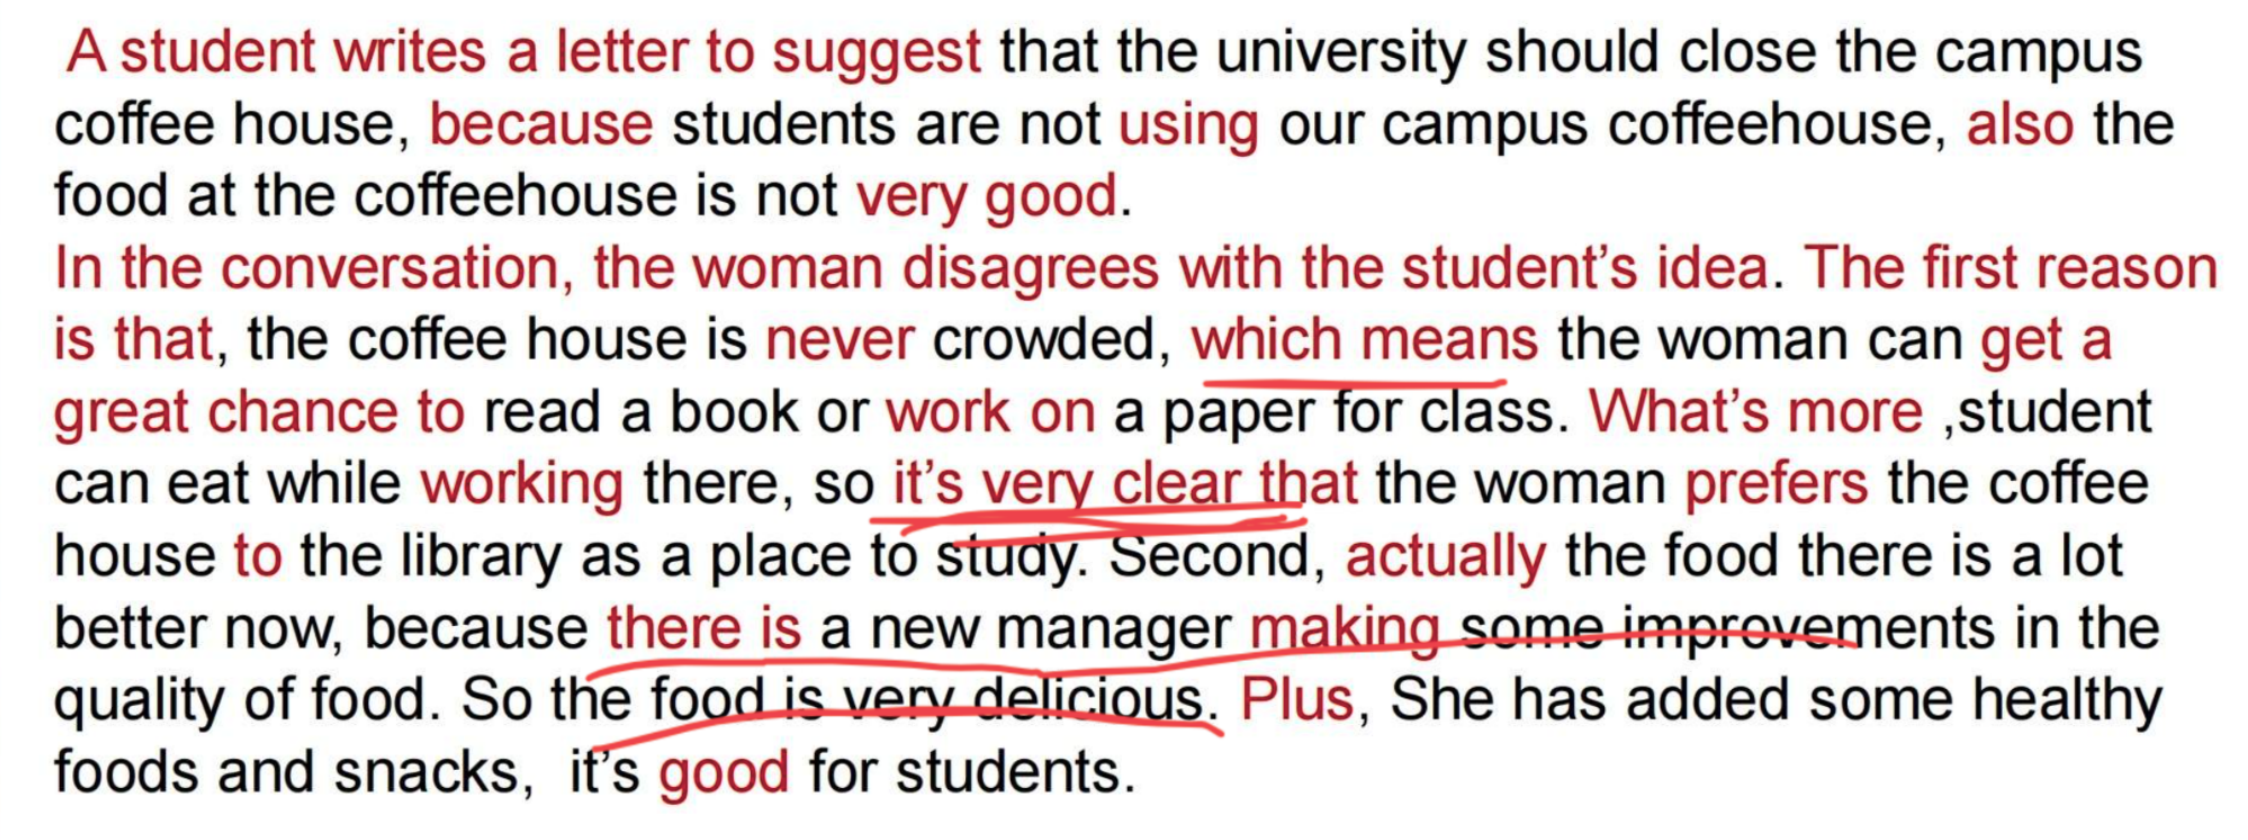 A student writes a letter to suggest that the university should close the campus
coffee house, because students are not using our campus coffeehouse, also the
food at the coffeehouse is not very good.
In the conversation, the woman disagrees with the student’s idea. The first reason
is that, the coffee house is never crowded, which means the woman can get a
great chance to read a book or work on a paper for class. What’s more ,student
can eat while working there, so it’s very clear that the woman prefers the coffee
house to the library as a place to study. Second, actually the food there is a lot
better now, because there is a new manager making some improvements in the
quality of food. So the food is very delicious. Plus, She has added some healthy
foods and snacks,  it’s good for students.